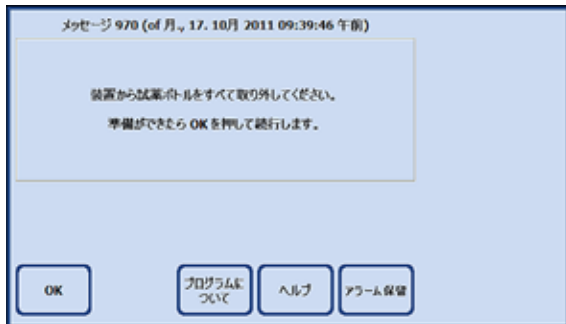 メッセージ 970 (of 月., 17. 10月 2011 09:39:46 午前)
装置から試薬ボトルをすべて取り外してください。
準備ができたら OK を押して続行します。
OK
プログラムに
ついて
ヘルプ
アラーム保留